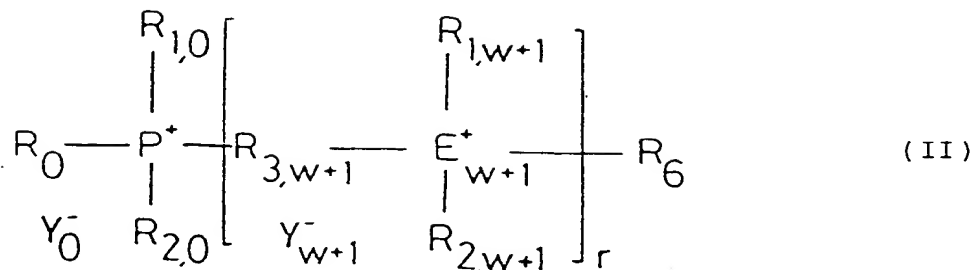 R1,0 R1,w+1
R0 P+ R3,w+1 E+w+1 R6 (II)
Y0- R2,0 Y-w+1 R2w+1 r